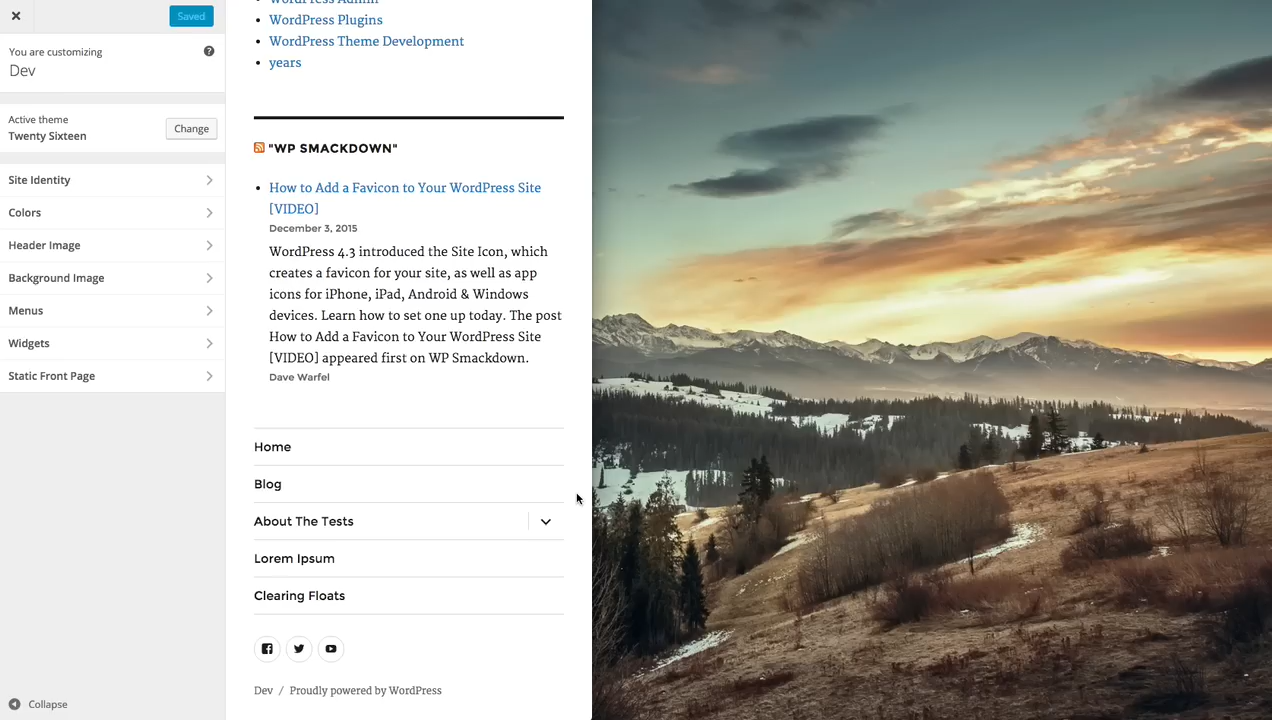 Saved
You are customizing
Dev
Active theme
Twenty Sixteen
Change
Site Identity
Colors
Header Image
Background Image
Menus
Widgets
Static Front Page
Collapse
WordPress Admin
WordPress Plugins
WordPress Theme Development
years
"WP SMACKDOWN"
How to Add a Favicon to Your WordPress Site
[VIDEO]
December 3, 2015
WordPress 4.3 introduced the Site Icon, which
creates a favicon for your site, as well as app
icons for iPhone, iPad, Android & Windows
devices. Learn how to set one up today. The post
How to Add a Favicon to Your WordPress Site
[VIDEO] appeared first on WP Smackdown.
Dave Warfel
Home
Blog
About The Tests
Lorem Ipsum
Clearing Floats
Dev / Proudly powered by WordPress